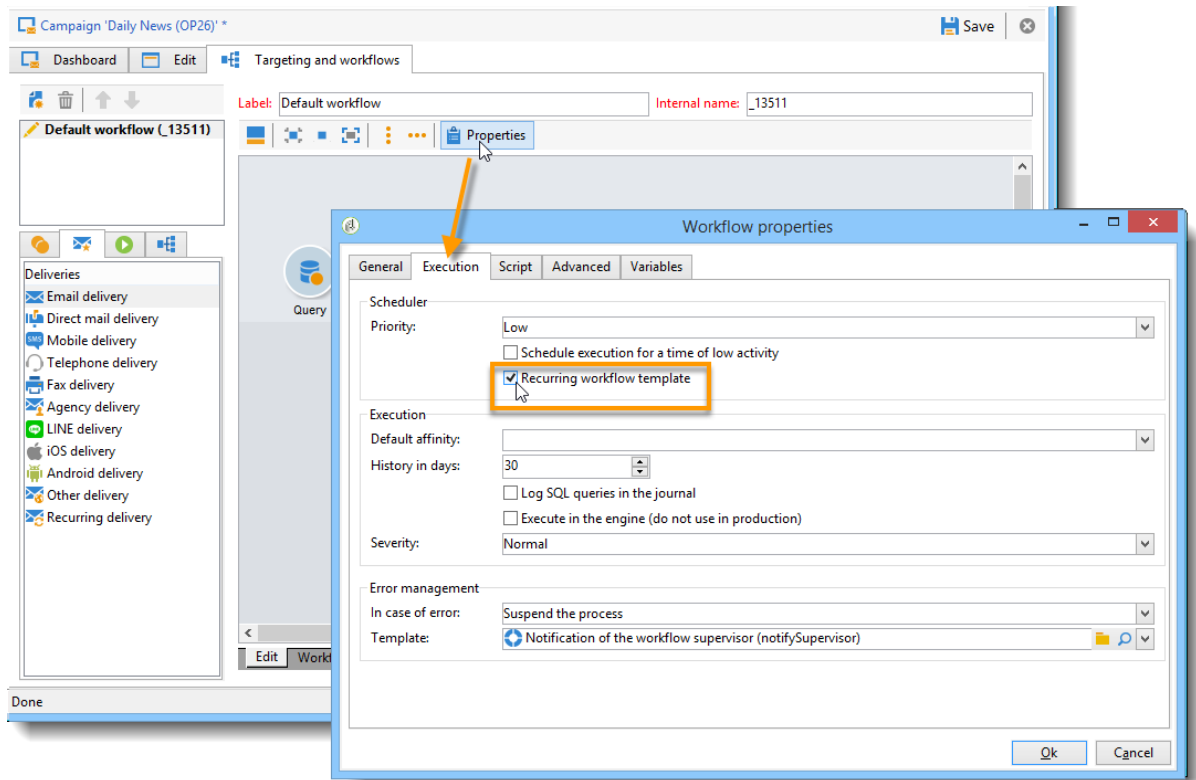 Campaign 'Daily News (OP26)' *
Save
Dashboard Edit Targeting and workflows
Label: Default workflow Internal name: _13511
Default workflow (_13511)
Properties
Query
Deliveries
Email delivery
Direct mail delivery
SMS Mobile delivery
Telephone delivery
Fax delivery
Agency delivery
LINE delivery
iOS delivery
Android delivery
Other delivery
Recurring delivery
Edit
Done
Workflow properties
General Execution Script Advanced Variables
Scheduler
Priority: Low
Schedule execution for a time of low activity
Recurring workflow template
Execution
Default affinity:
History in days: 30
Log SQL queries in the journal
Execute in the engine (do not use in production)
Severity: Normal
Error management
In case of error: Suspend the process
Template: Notification of the workflow supervisor (notifySupervisor)
Ok Cancel